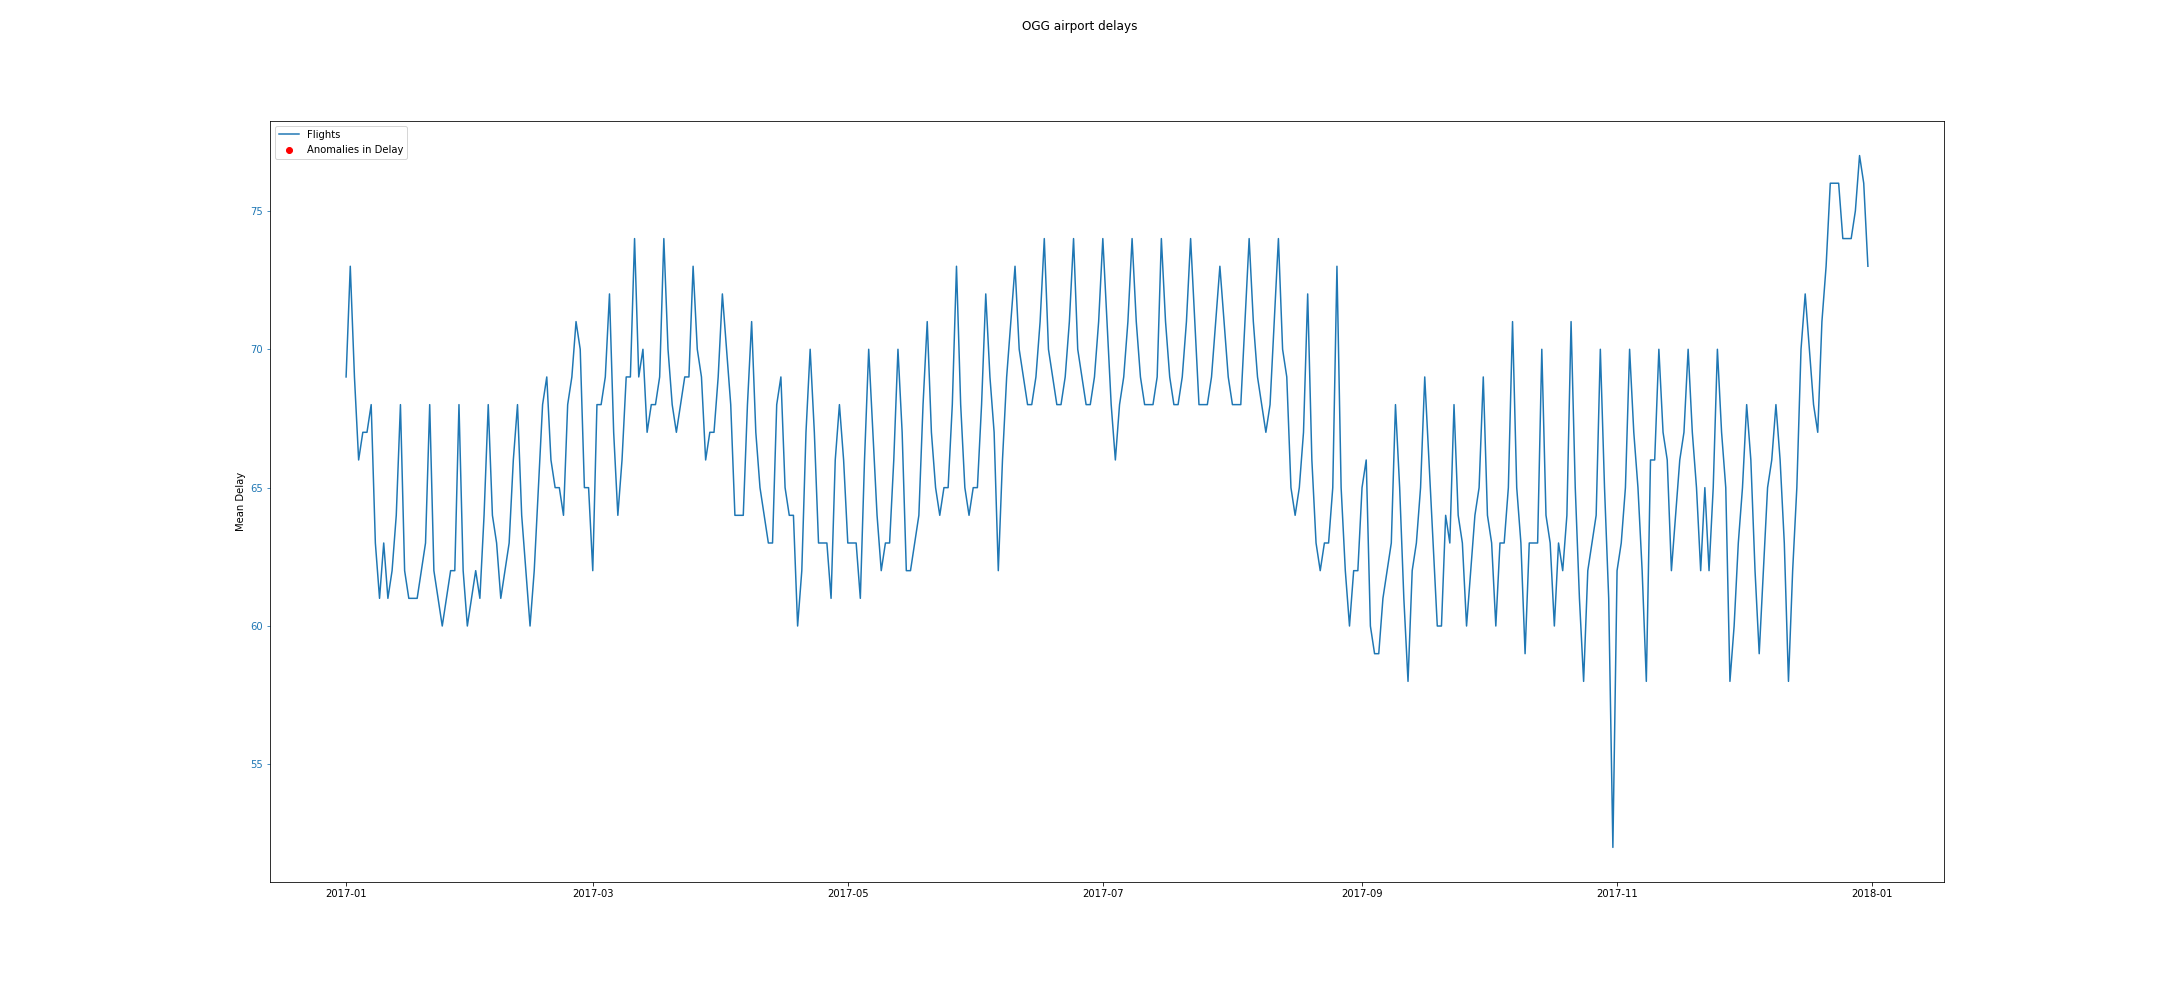 OGG airport delays
Flights
Anomalies in Delay
75
70
65
60
55
Mean Delay
2017-01 2017-03 2017-05 2017-07 2017-09 2017-11 2018-01